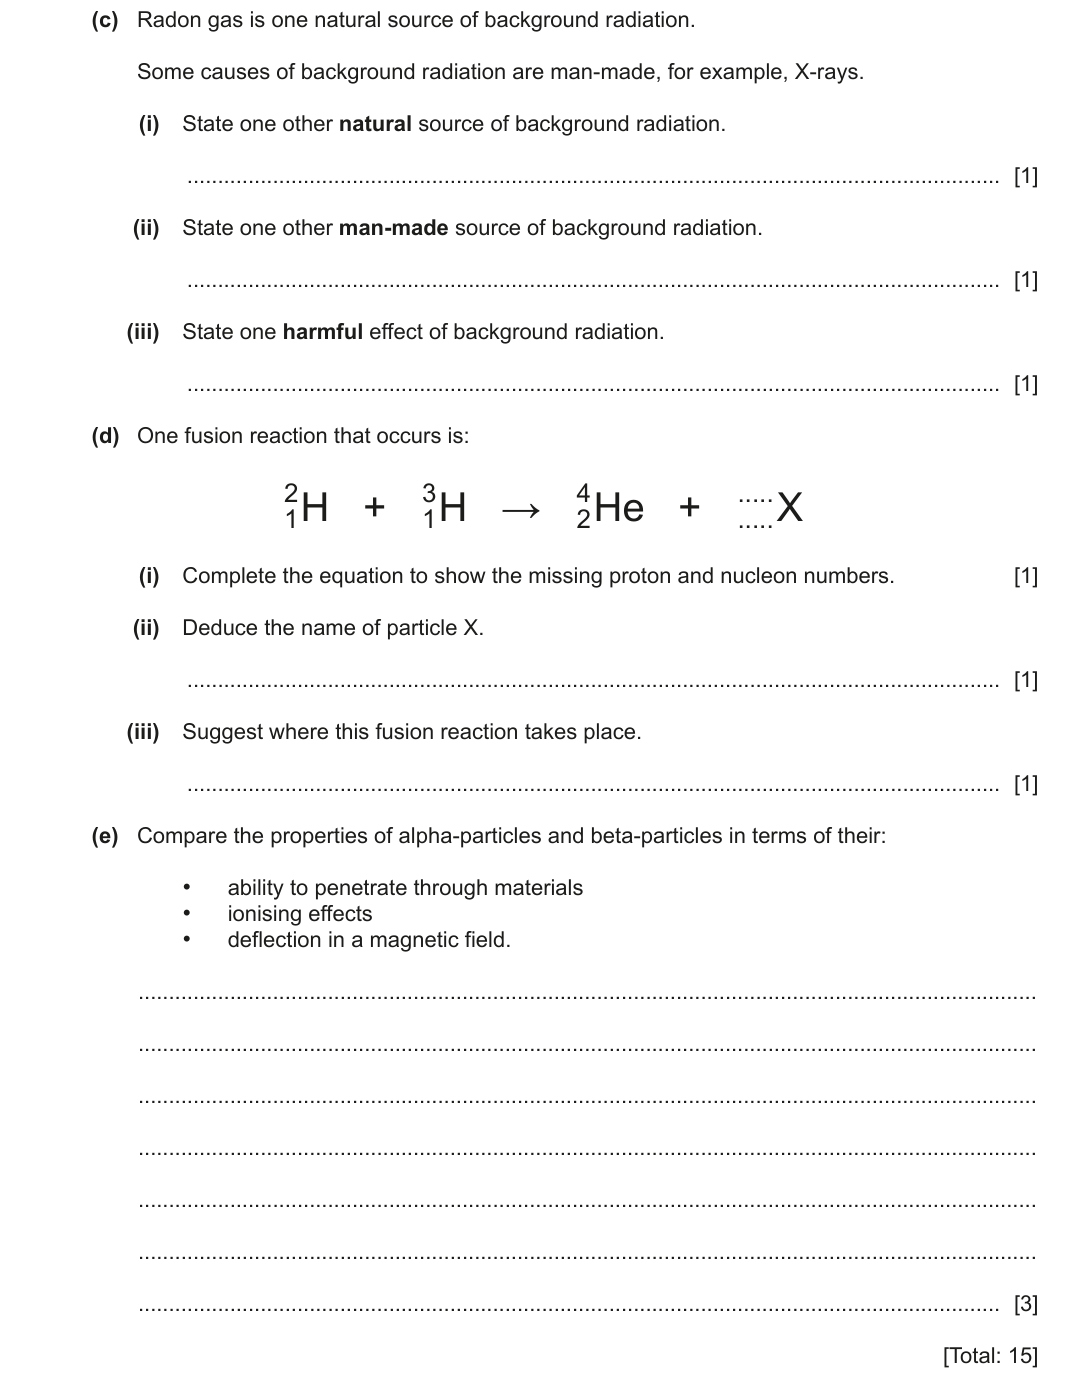 (c) Radon gas is one natural source of background radiation.
Some causes of background radiation are man-made, for example, X-rays.
(i) State one other natural source of background radiation.
.................................................................................................................................. [1]
(ii) State one other man-made source of background radiation.
.................................................................................................................................. [1]
(iii) State one harmful effect of background radiation.
.................................................................................................................................. [1]
(d) One fusion reaction that occurs is:
²₁H + ³₁H → ⁴₂He + ..... ..... X
(i) Complete the equation to show the missing proton and nucleon numbers. [1]
(ii) Deduce the name of particle X.
.................................................................................................................................. [1]
(iii) Suggest where this fusion reaction takes place.
.................................................................................................................................. [1]
(e) Compare the properties of alpha-particles and beta-particles in terms of their:
• ability to penetrate through materials
• ionising effects
• deflection in a magnetic field.
..........................................................................................................................................
..........................................................................................................................................
..........................................................................................................................................
..........................................................................................................................................
..........................................................................................................................................
..........................................................................................................................................
.................................................................................................................................. [3]
[Total: 15]